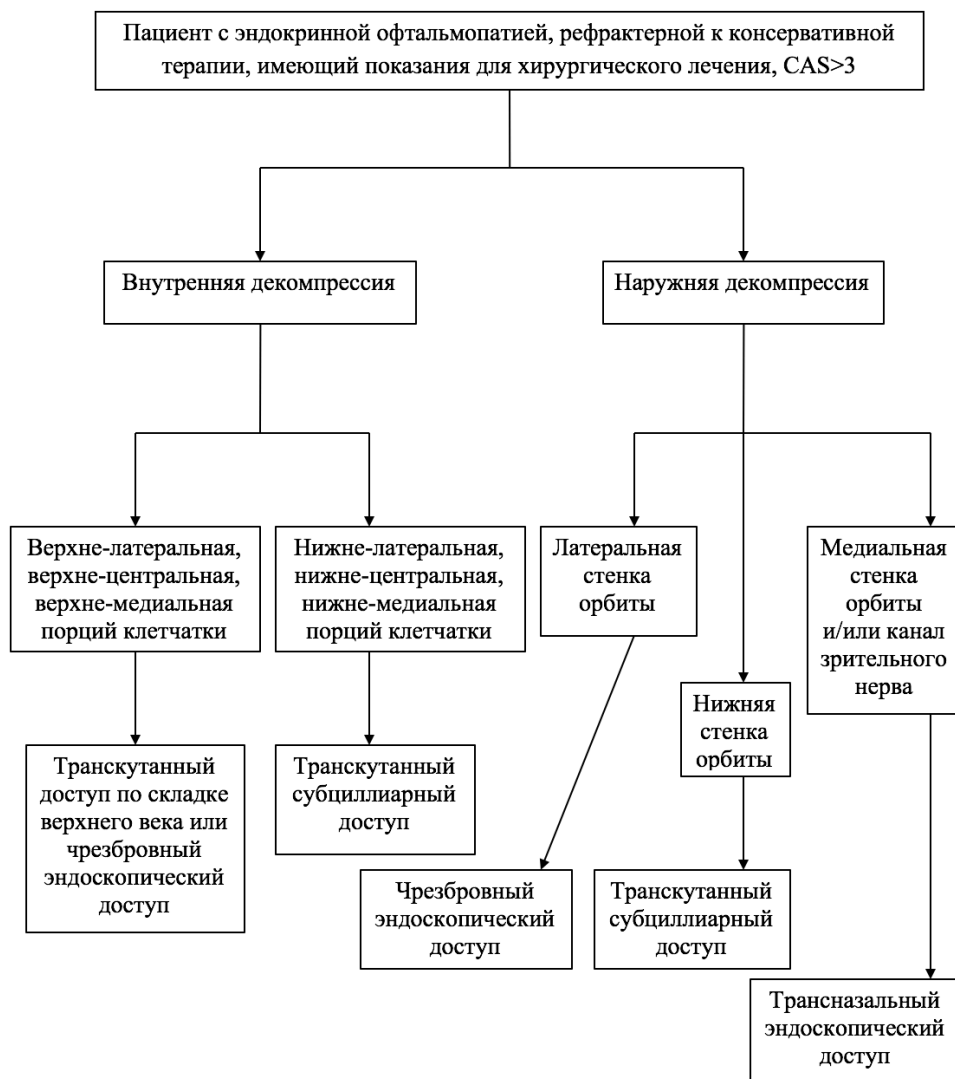 Пациент с эндокринной офтальмопатией, рефрактерной к консервативной
терапии, имеющий показания для хирургического лечения, CAS>3
Внутренняя декомпрессия
Наружняя декомпрессия
Верхне-латеральная,
верхне-центральная,
верхне-медиальная
порций клетчатки
Нижне-латеральная,
нижне-центральная,
нижне-медиальная
порций клетчатки
Латеральная
стенка
орбиты
Медиальная
стенка
орбиты
и/или канал
зрительного
нерва
Нижняя
стенка
орбиты
Транскутанный
доступ по складке
верхнего века или
чрезбровный
эндоскопический
доступ
Транскутанный
субциллиарный
доступ
Чрезбровный
эндоскопический
доступ
Транскутанный
субциллиарный
доступ
Трансназальный
эндоскопический
доступ